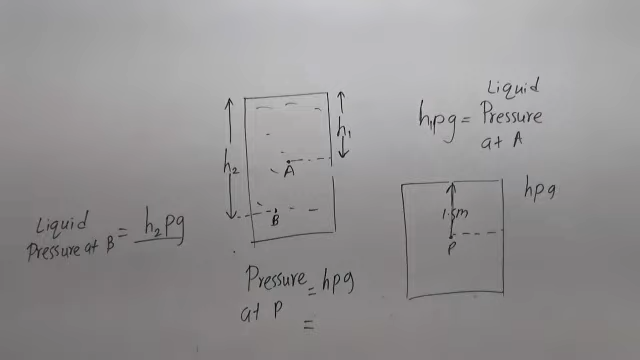 Liquid
h₁ρg = Pressure
at A
h₁
h₂
A
B
Liquid
Pressure at B = h₂ρg
hρg
1.5m
P
Pressure = hρg
at P =